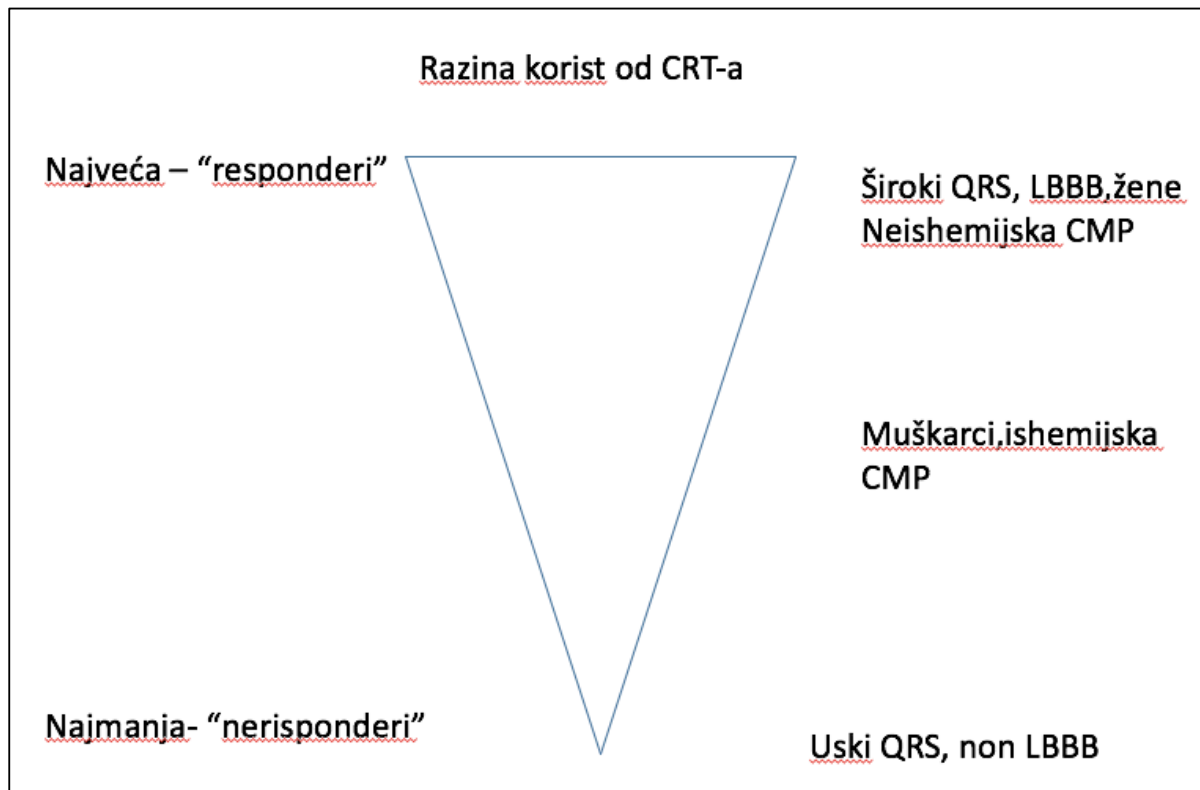 Razina korist od CRT-a
Najveća – “responderi”
Široki QRS, LBBB,žene
Neishemijska CMP
Muškarci,ishemijska
CMP
Najmanja- “nerisponderi”
Uski QRS, non LBBB